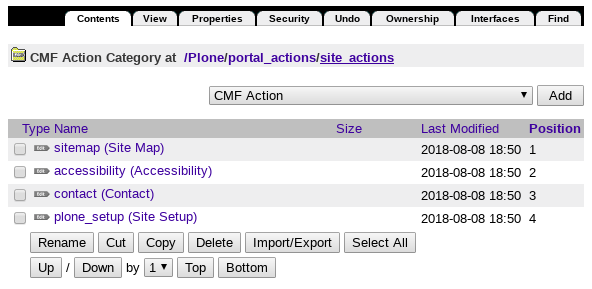 Contents View Properties Security Undo Ownership Interfaces Find
CMF Action Category at /Plone/portal_actions/site_actions
CMF Action Add
Type Name Size Last Modified Position
sitemap (Site Map) 2018-08-08 18:50 1
accessibility (Accessibility) 2018-08-08 18:50 2
contact (Contact) 2018-08-08 18:50 3
plone_setup (Site Setup) 2018-08-08 18:50 4
Rename Cut Copy Delete Import/Export Select All
Up / Down by 1 Top Bottom